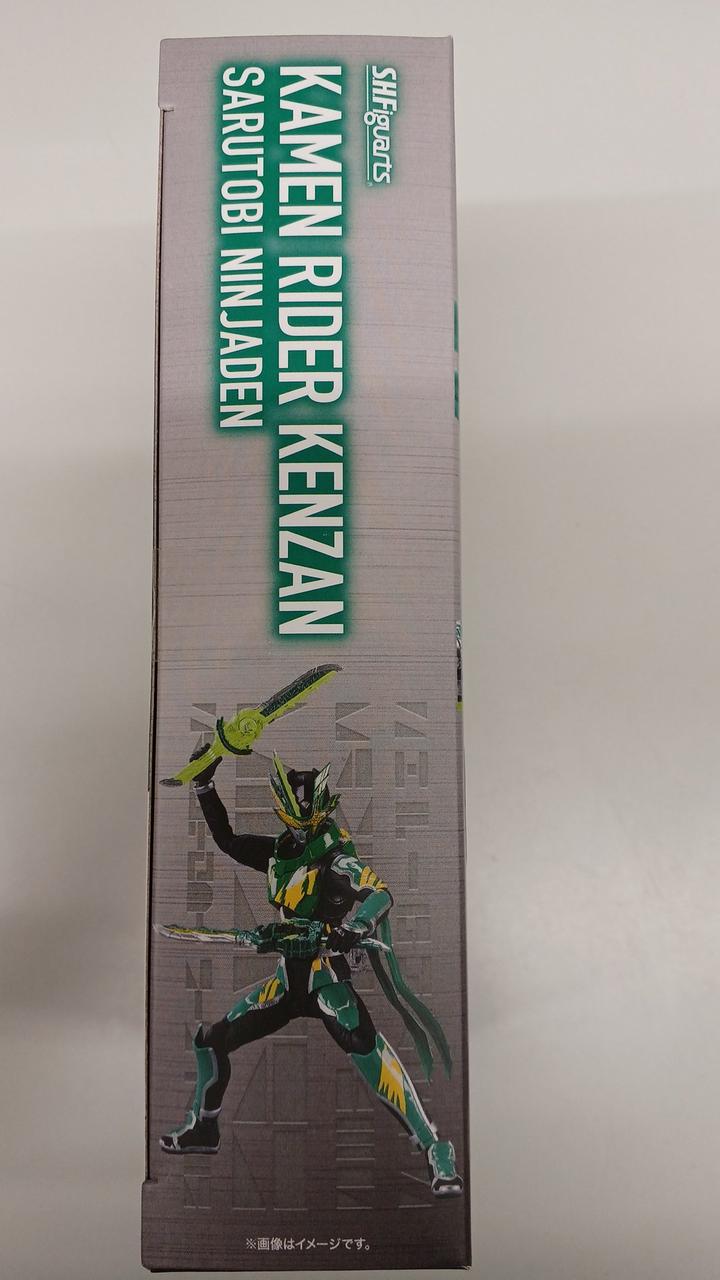 S.H.Figuarts
KAMEN RIDER KENZAN
SARUTOBI NINJADEN
※画像はイメージです。